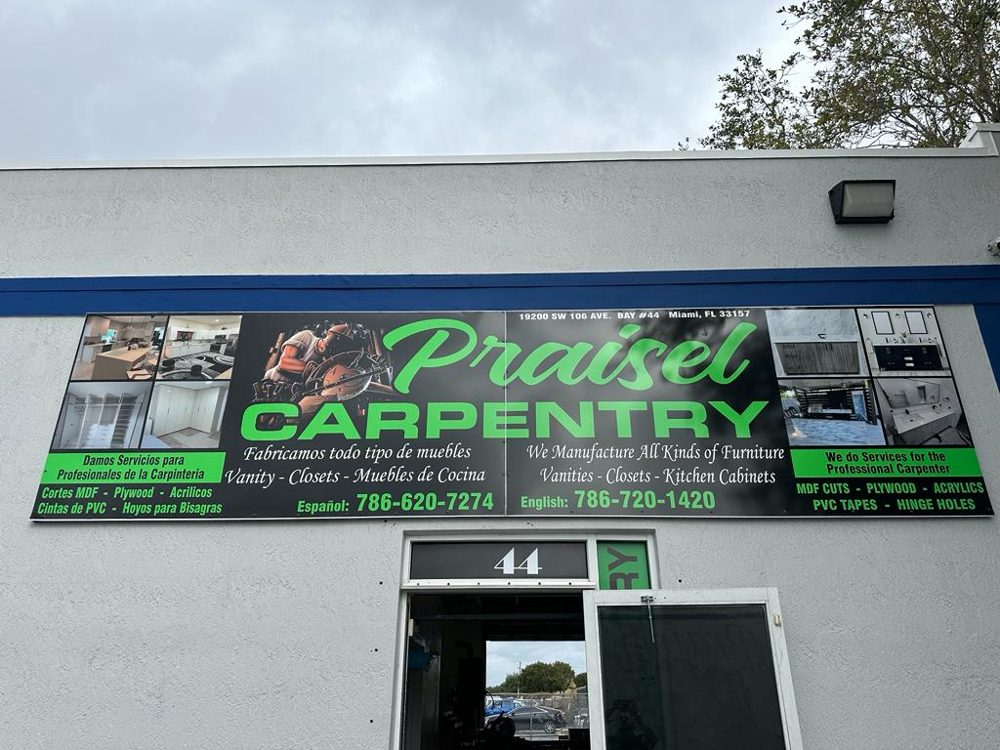 19200 SW 106 AVE. BAY #44 Miami, FL 33157
Praisel
CARPENTRY
Fabricamos todo tipo de muebles
Vanity - Closets - Muebles de Cocina
Español: 786-620-7274
We Manufacture All Kinds of Furniture
Vanities - Closets - Kitchen Cabinets
English: 786-720-1420
Damos Servicios para
Profesionales de la Carpinteria
Cortes MDF - Plywood - Acrilicos
Cintas de PVC - Hoyos para Bisagras
We do Services for the
Professional Carpenter
MDF CUTS - PLYWOOD - ACRYLICS
PVC TAPES - HINGE HOLES
44
RY